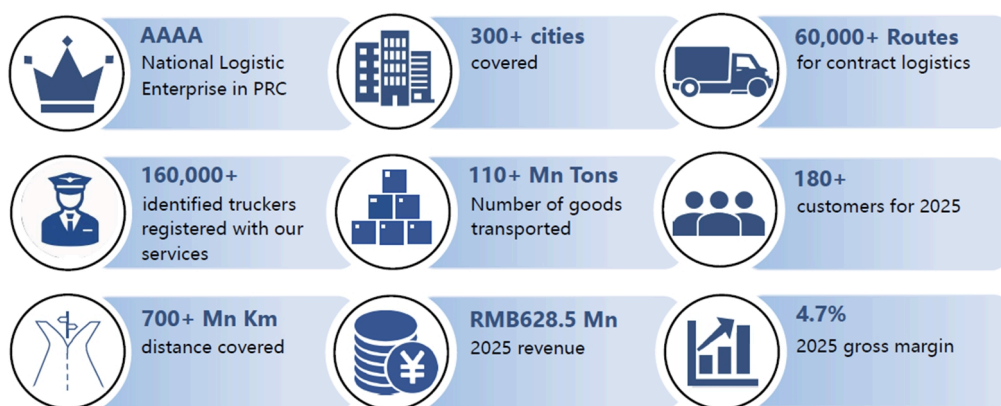 AAAA
National Logistic
Enterprise in PRC
300+ cities
covered
60,000+ Routes
for contract logistics
160,000+
identified truckers
registered with our
services
110+ Mn Tons
Number of goods
transported
180+
customers for 2025
700+ Mn Km
distance covered
¥
RMB628.5 Mn
2025 revenue
4.7%
2025 gross margin